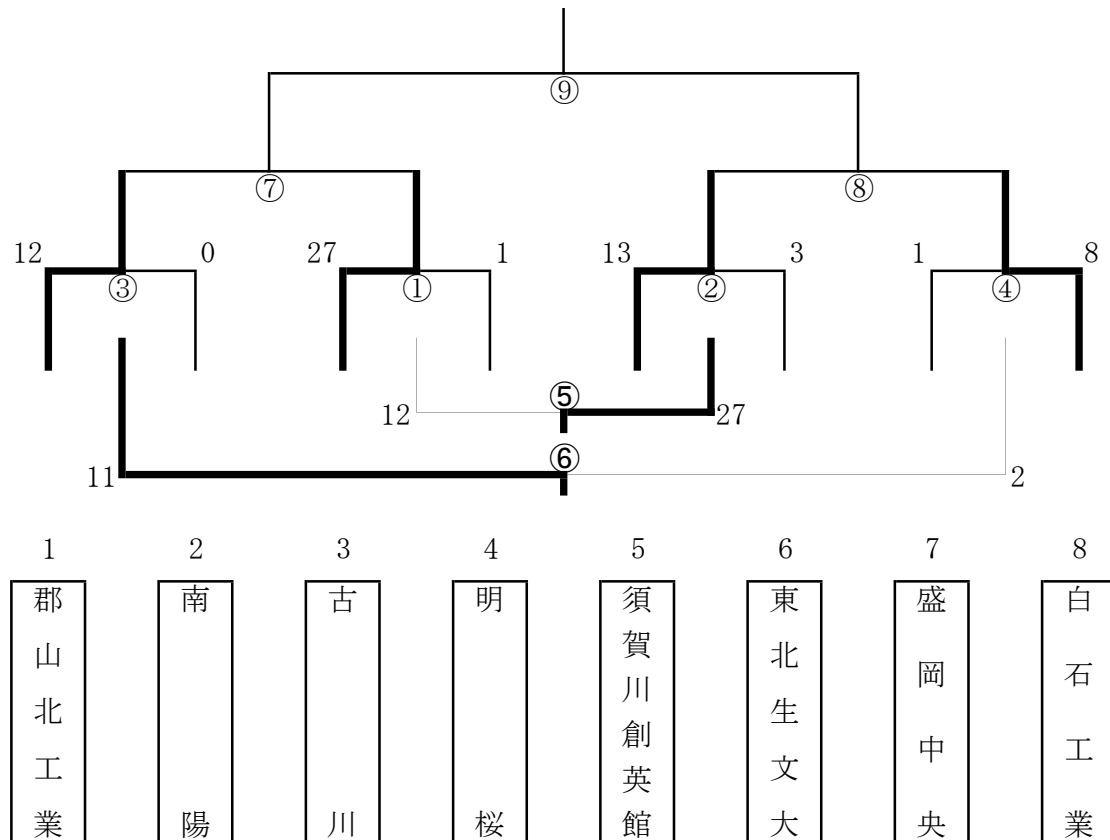 ⑨
⑦ ⑧
12 0 27 1 13 3 1 8
③ ① ② ④
⑤
12 27
⑥
11 2
1 2 3 4 5 6 7 8
郡山北工業
南陽
古川
明桜
須賀川創英館
東北生文大
盛岡中央
白石工業